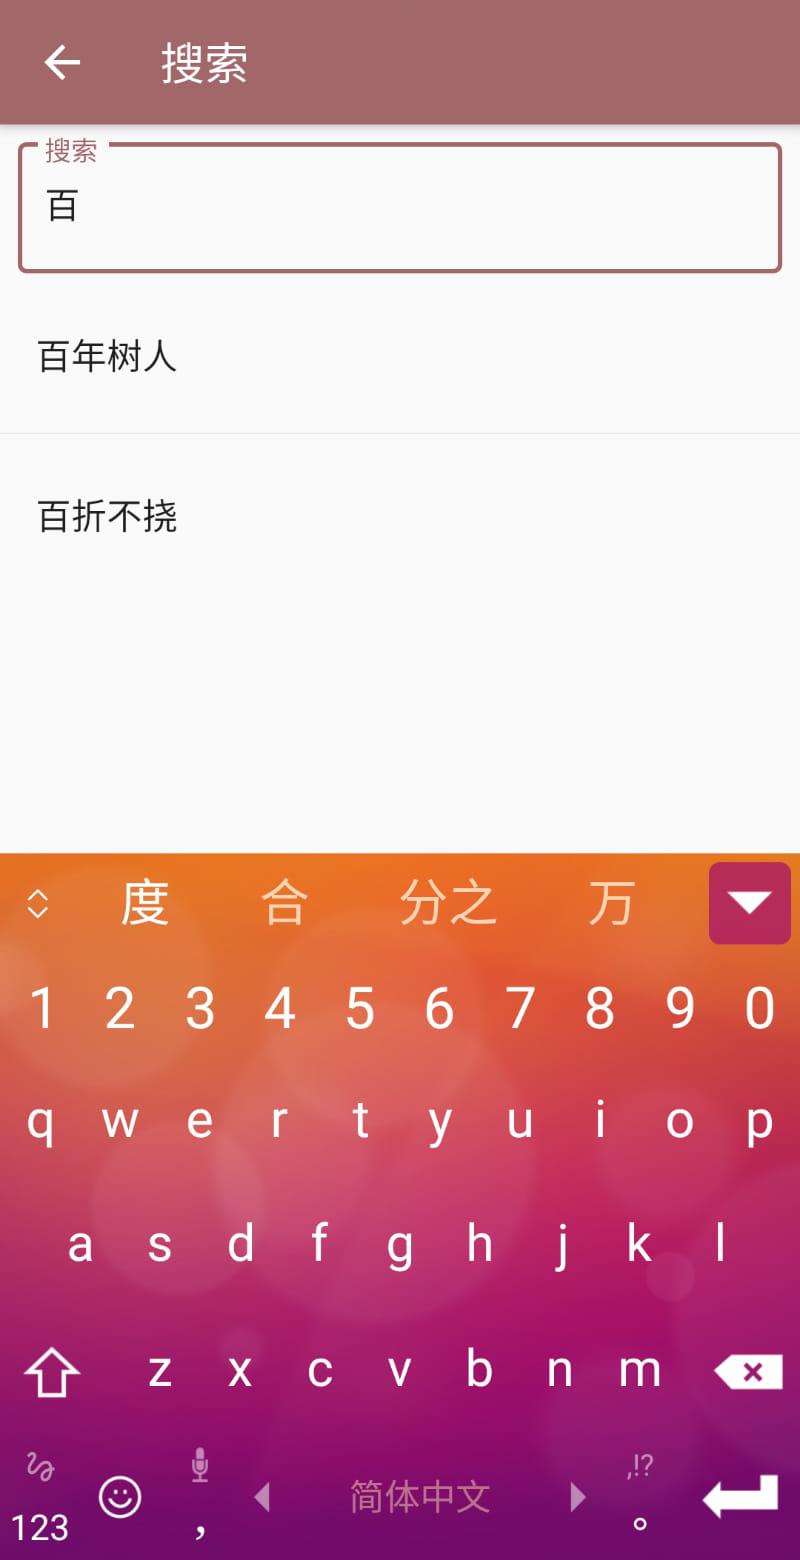 搜索
搜索
百
百年树人
百折不挠
度 合 分之 万
1 2 3 4 5 6 7 8 9 0
q w e r t y u i o p
a s d f g h j k l
z x c v b n m
,!?
简体中文
123 , 。